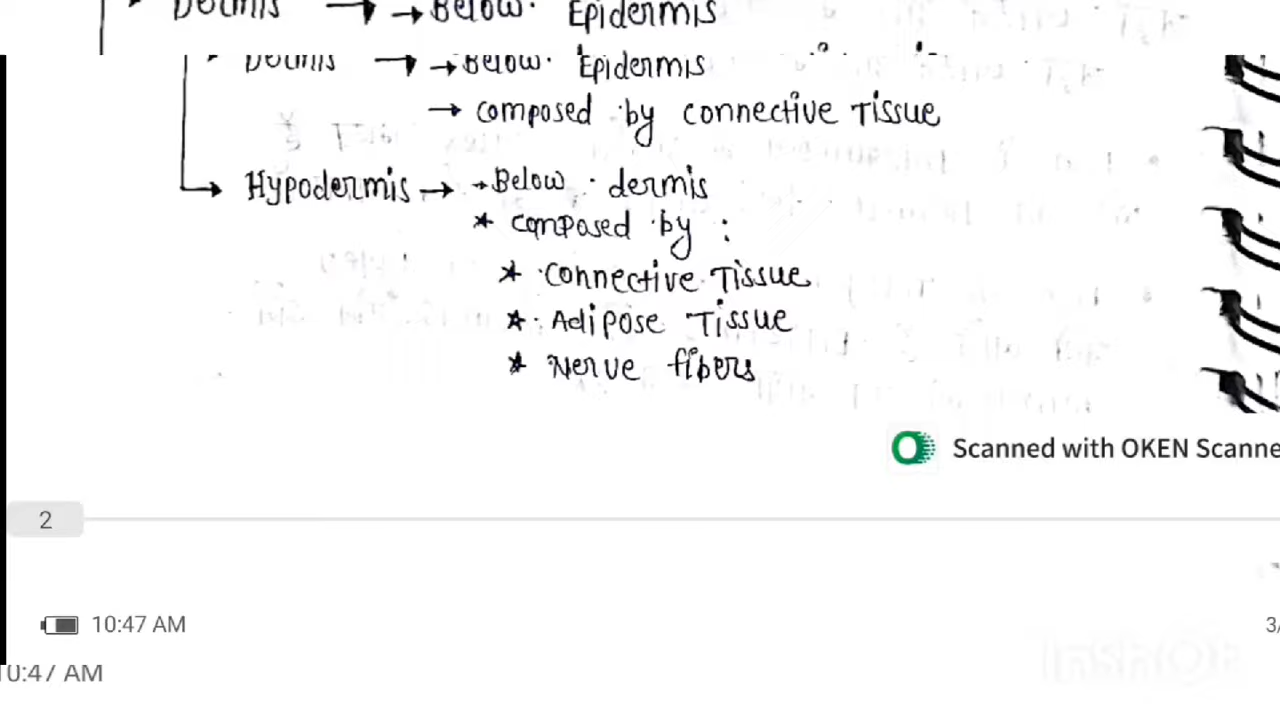 Dermis → → Below Epidermis
Dermis → → Below Epidermis
→ composed by connective Tissue
Hypodermis → → Below dermis
* composed by :
* Connective Tissue
* Adipose Tissue
* Nerve fibers
Scanned with OKEN Scanne
2
10:47 AM
3/
10:47 AM